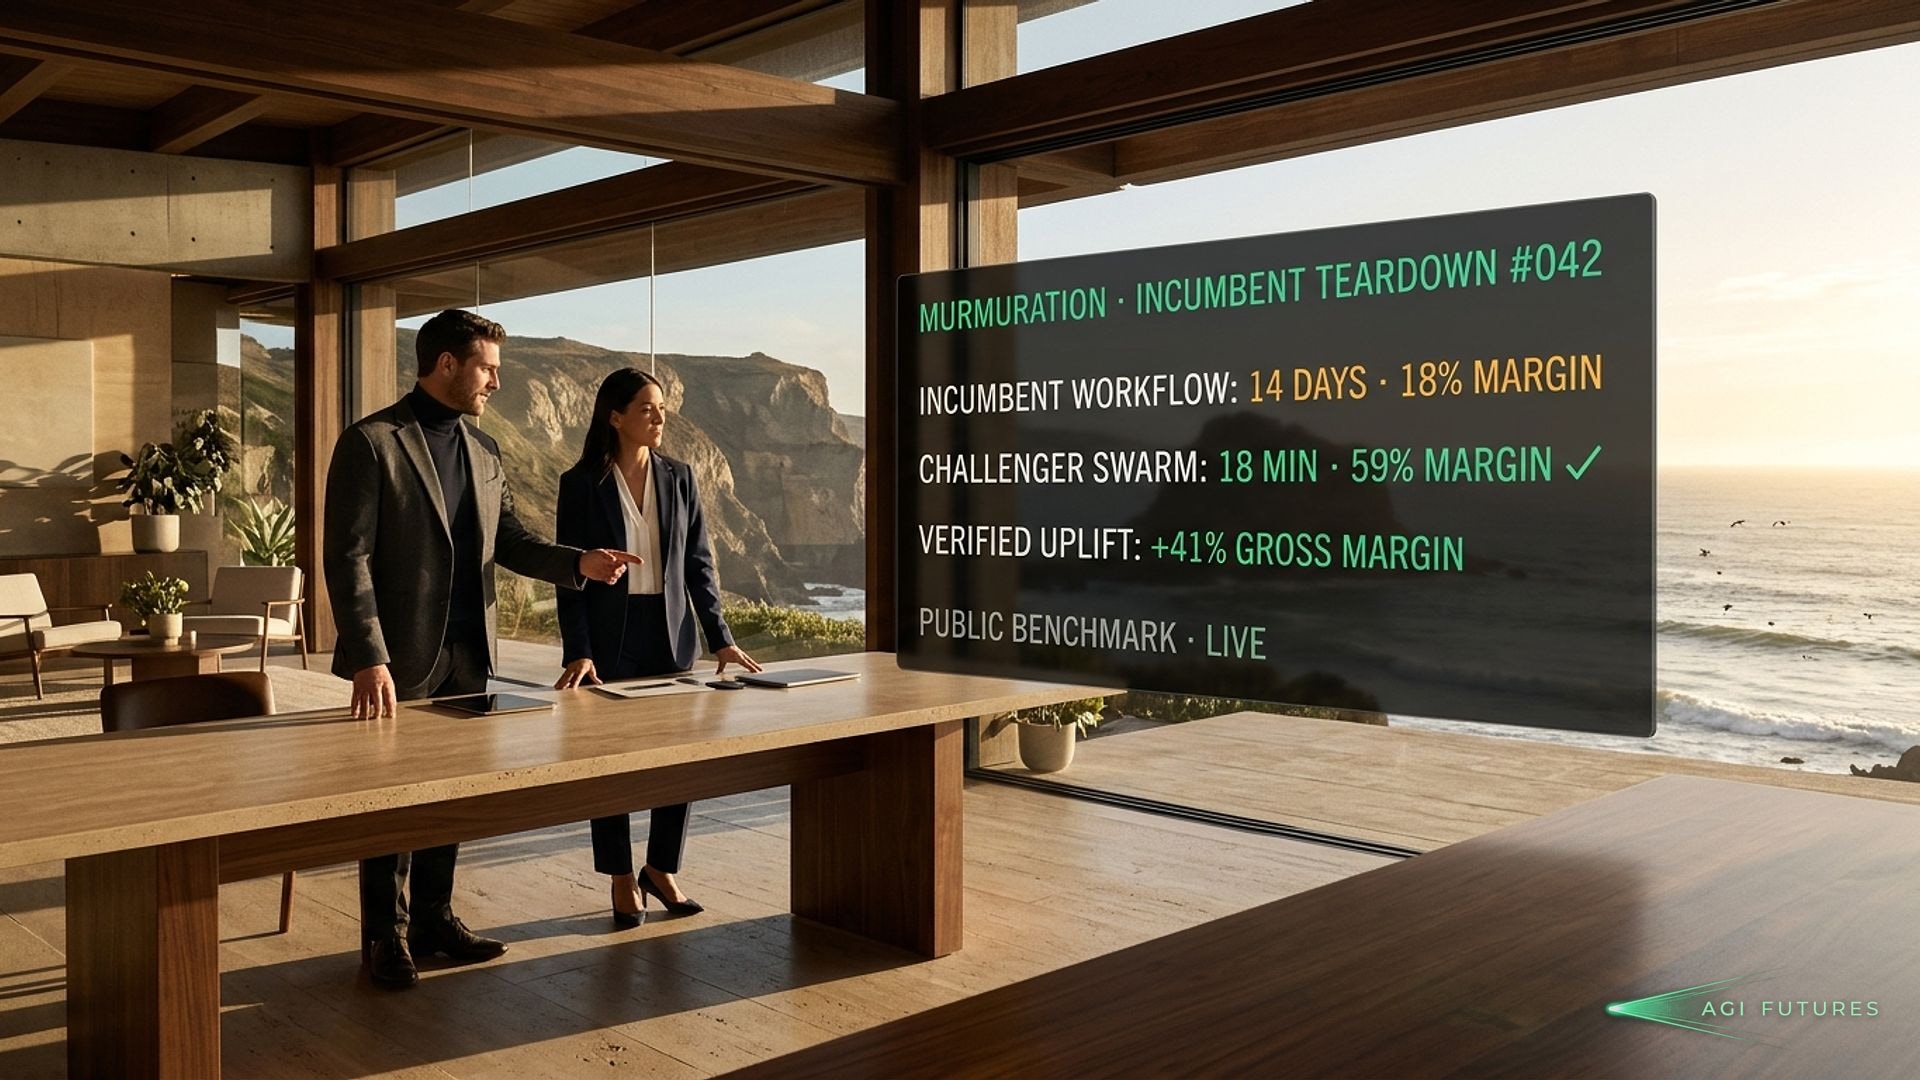 MURMURATION · INCUMBENT TEARDOWN #042
INCUMBENT WORKFLOW: 14 DAYS · 18% MARGIN
CHALLENGER SWARM: 18 MIN · 59% MARGIN ✓
VERIFIED UPLIFT: +41% GROSS MARGIN
PUBLIC BENCHMARK · LIVE
AGI FUTURES